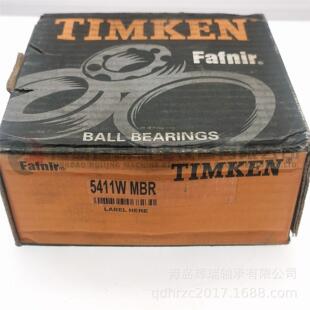 TIMKEN
Fafnir®
BALL BEARINGS
Fafnir®
TIMKEN
5411W MBR
LABEL HERE
青岛辉瑞轴承有限公司
qdhrzc2017.1688.com